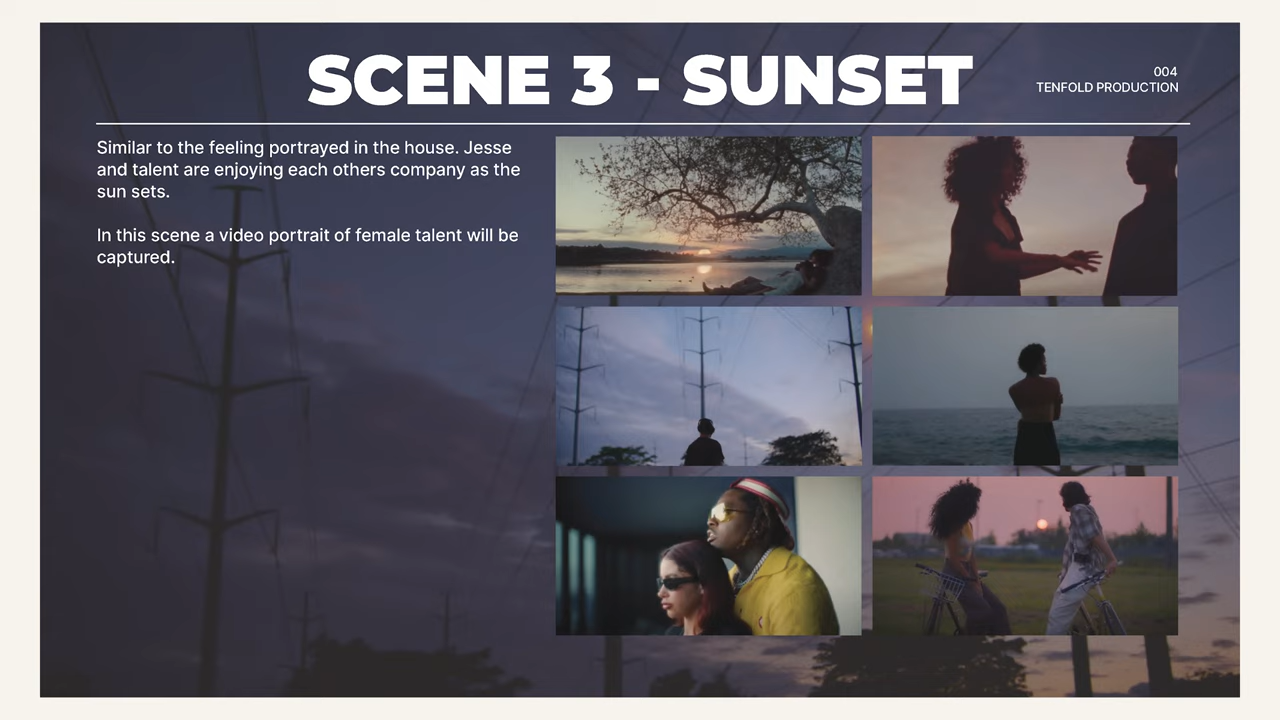 SCENE 3 - SUNSET
004
TENFOLD PRODUCTION
Similar to the feeling portrayed in the house. Jesse
and talent are enjoying each others company as the
sun sets.
In this scene a video portrait of female talent will be
captured.